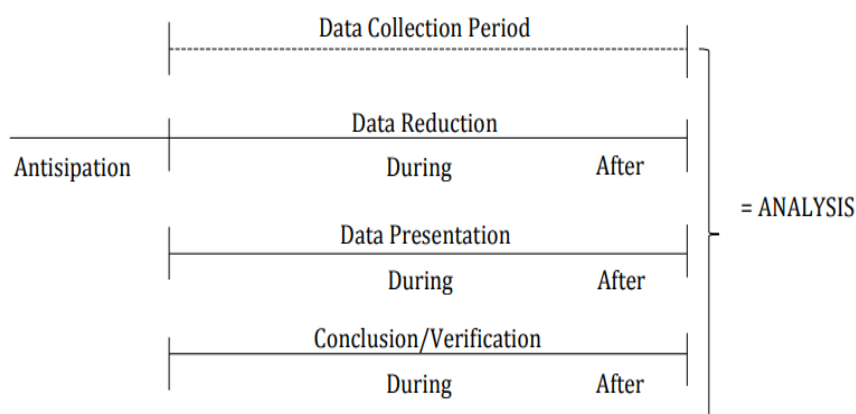 Data Collection Period
Data Reduction
Antisipation During After
= ANALYSIS
Data Presentation
During After
Conclusion/Verification
During After